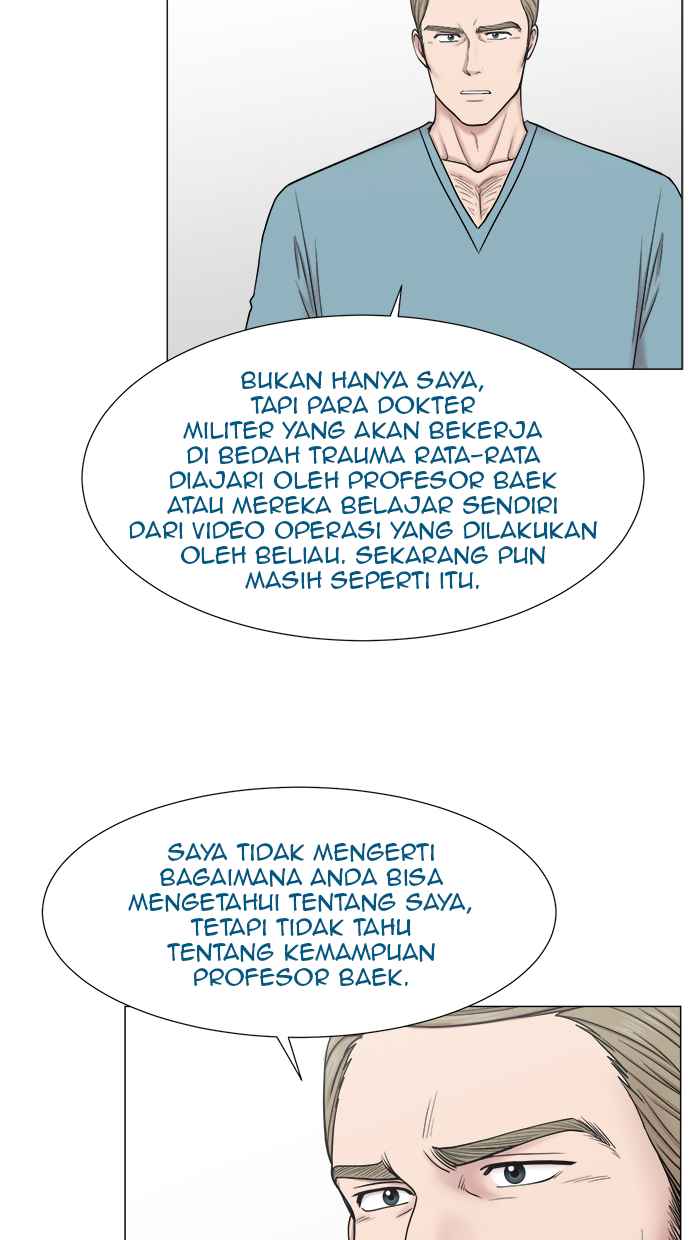 BUKAN HANYA SAYA,
TAPI PARA DOKTER
MILITER YANG AKAN BEKERJA
DI BEDAH TRAUMA RATA-RATA
DIAJARI OLEH PROFESOR BAEK
ATAU MEREKA BELAJAR SENDIRI
DARI VIDEO OPERASI YANG DILAKUKAN
OLEH BELIAU. SEKARANG PUN
MASIH SEPERTI ITU.
SAYA TIDAK MENGERTI
BAGAIMANA ANDA BISA
MENGETAHUI TENTANG SAYA,
TETAPI TIDAK TAHU
TENTANG KEMAMPUAN
PROFESOR BAEK.